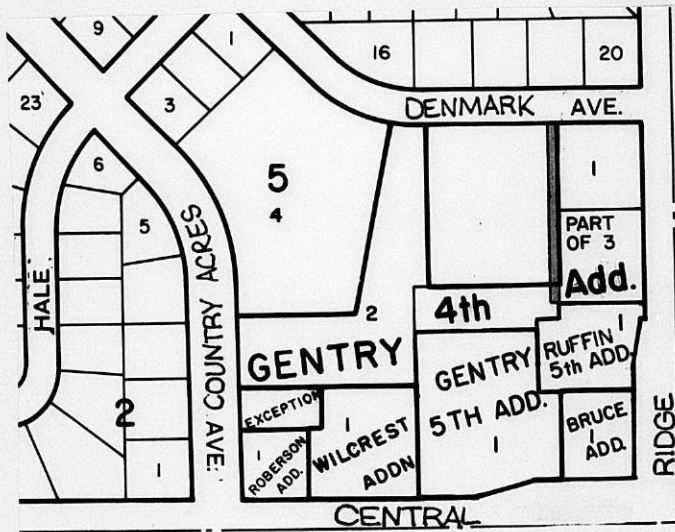 9
1
16
20
23
3
DENMARK AVE.
6
5
4
1
5
PART
OF 3
Add.
HALE
AVE COUNTRY ACRES
2
4th
GENTRY
GENTRY
5TH ADD.
1
1
RUFFIN
5th ADD.
2
1
EXCEPTION
1
ROBERSON
ADD.
1
WILCREST
ADDN
BRUCE
1
ADD.
RIDGE
CENTRAL